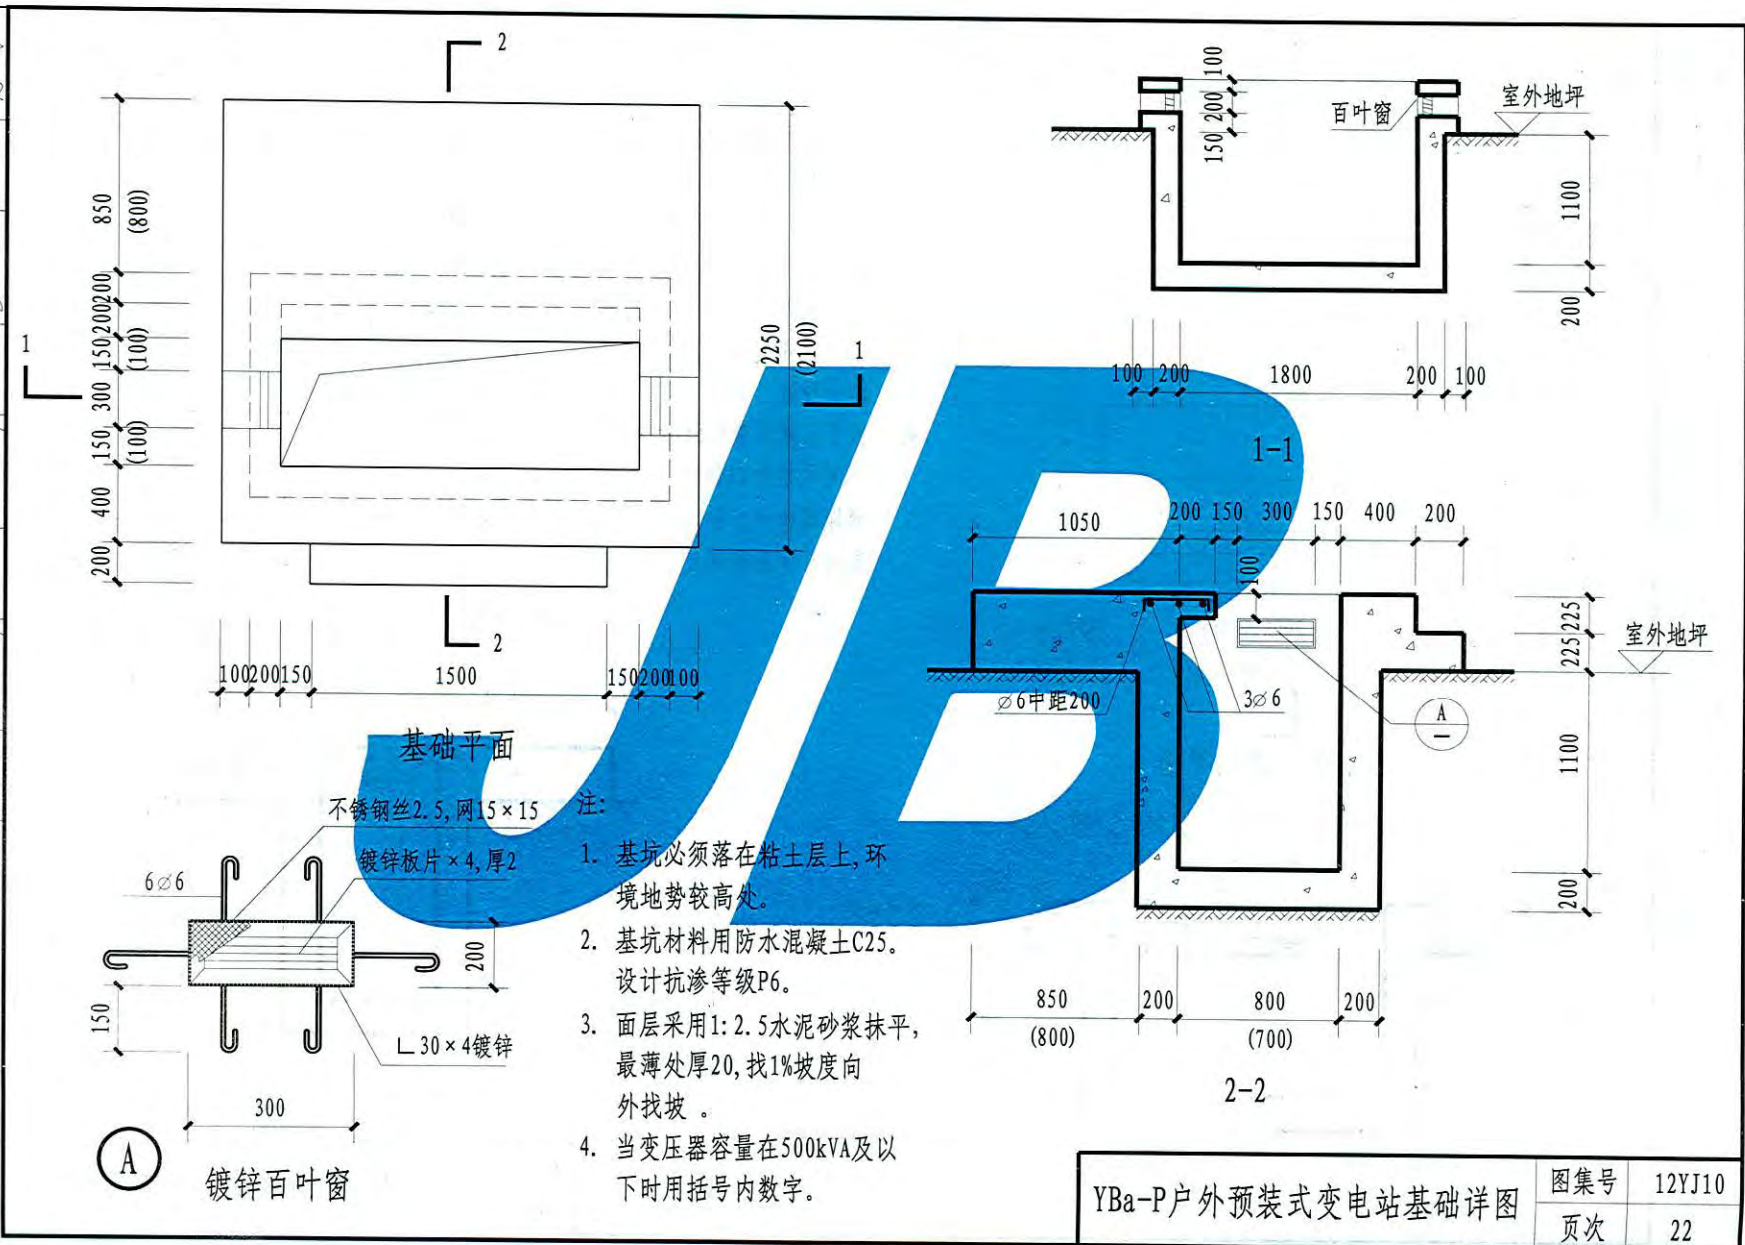 2
850
(800)
200
200
150
(100)
300
150
(100)
400
200
1
1
2250
(2100)
2
100 200 150 1500 150 200 100
基础平面
100
200
150
百叶窗
室外地坪
1100
200
100 200 1800 200 100
1-1
1050 200 150 300 150 400 200
100
225
225
室外地坪
∅6中距200
3∅6
A
1100
200
850 200 800 200
(800) (700)
2-2
不锈钢丝2.5,网15×15
镀锌板片×4,厚2
6∅6
200
150
∟30×4镀锌
300
A
镀锌百叶窗
注:
1. 基坑必须落在粘土层上,环
境地势较高处。
2. 基坑材料用防水混凝土C25。
设计抗渗等级P6。
3. 面层采用1:2.5水泥砂浆抹平,
最薄处厚20,找1%坡度向
外找坡 。
4. 当变压器容量在500kVA及以
下时用括号内数字。
JB
YBa-P户外预装式变电站基础详图
图集号 12YJ10
页次 22